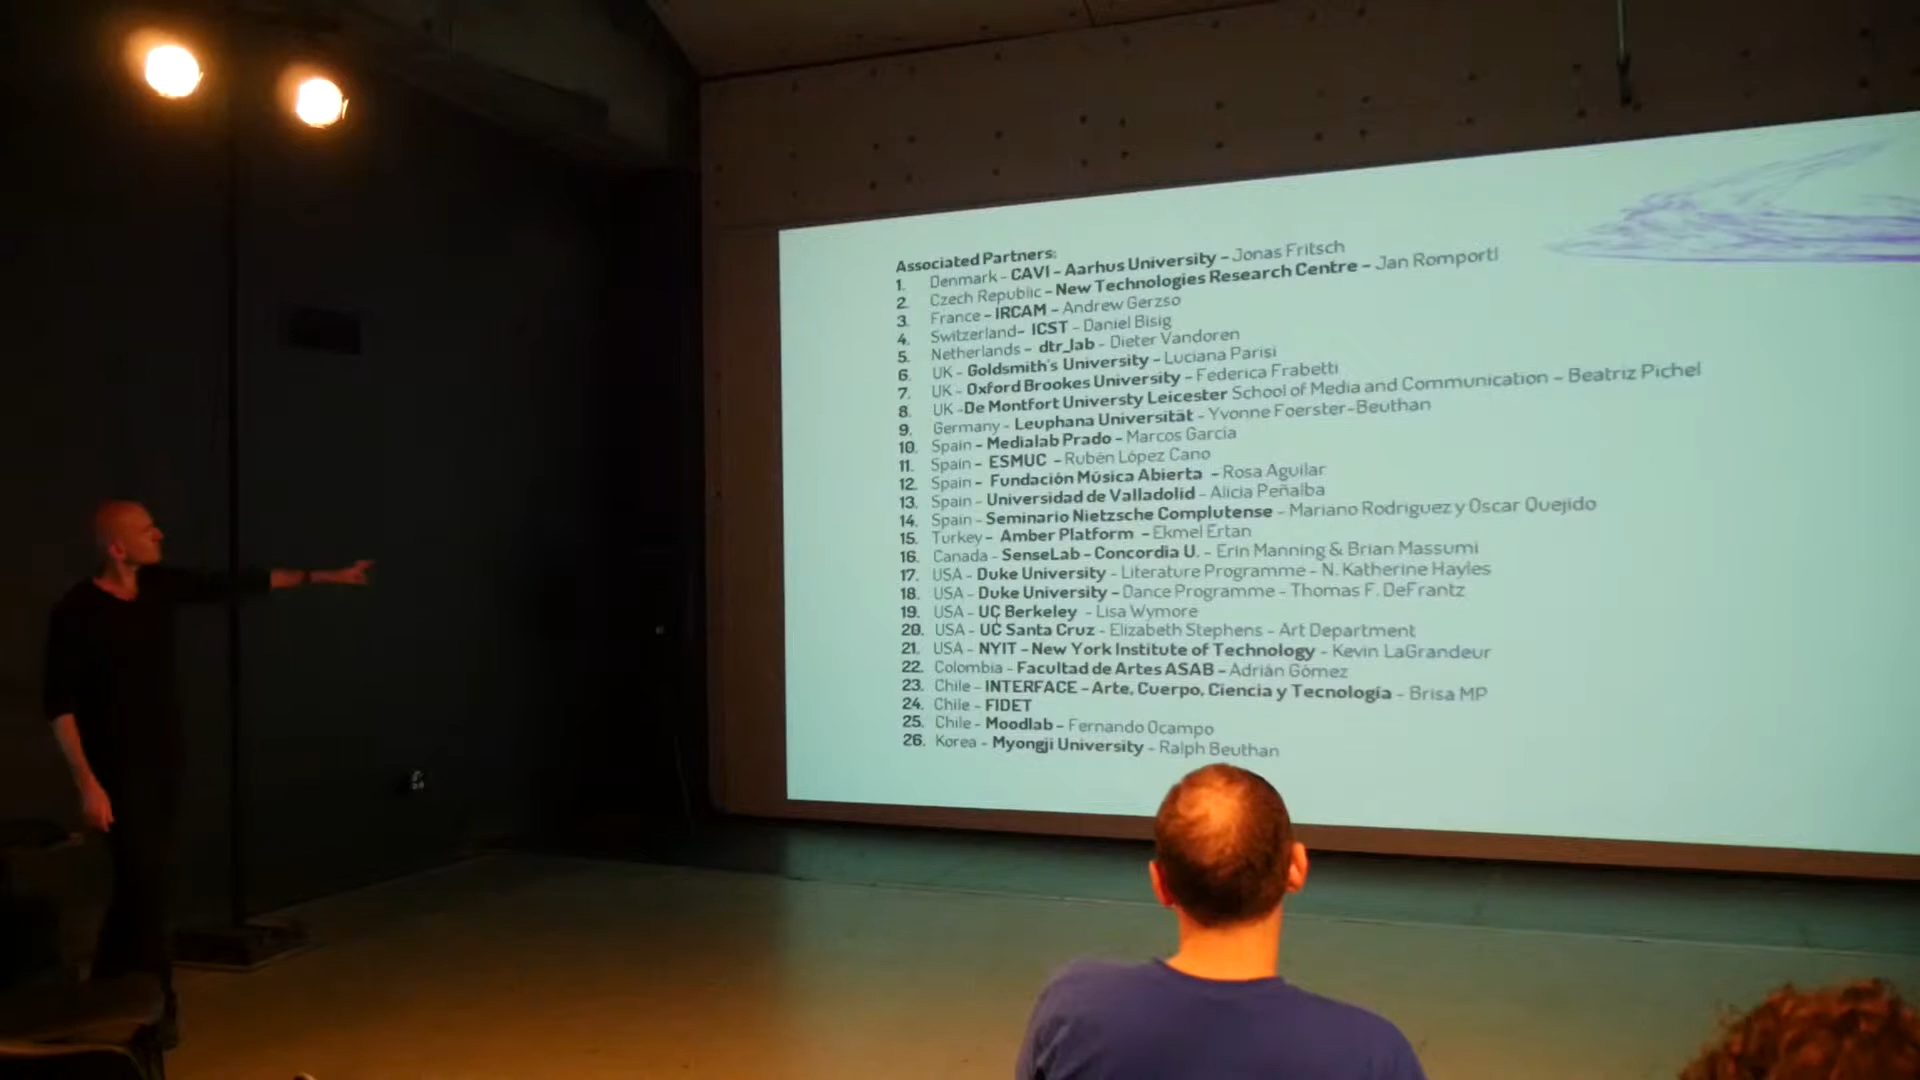 Associated Partners:
1. Denmark - CAVI - Aarhus University - Jonas Fritsch
2. Czech Republic - New Technologies Research Centre - Jan Romportl
3. France - IRCAM - Andrew Gerzso
4. Switzerland- ICST - Daniel Bisig
5. Netherlands - dtr_lab - Dieter Vandoren
6. UK - Goldsmith's University - Luciana Parisi
7. UK - Oxford Brookes University - Federica Frabetti
8. UK -De Montfort Universty Leicester School of Media and Communication - Beatriz Pichel
9. Germany - Leuphana Universität - Yvonne Foerster-Beuthan
10. Spain - Medialab Prado - Marcos García
11. Spain - ESMUC - Rubén López Cano
12. Spain - Fundación Música Abierta - Rosa Aguilar
13. Spain - Universidad de Valladolid - Alicia Peñalba
14. Spain - Seminario Nietzsche Complutense - Mariano Rodriguez y Oscar Quejido
15. Turkey - Amber Platform - Ekmel Ertan
16. Canada - SenseLab - Concordia U. - Erin Manning & Brian Massumi
17. USA - Duke University - Literature Programme - N. Katherine Hayles
18. USA - Duke University - Dance Programme - Thomas F. DeFrantz
19. USA - UC Berkeley - Lisa Wymore
20. USA - UC Santa Cruz - Elizabeth Stephens - Art Department
21. USA - NYIT - New York Institute of Technology - Kevin LaGrandeur
22. Colombia - Facultad de Artes ASAB - Adrián Gómez
23. Chile - INTERFACE - Arte, Cuerpo, Ciencia y Tecnología - Brisa MP
24. Chile - FIDET
25. Chile - Moodlab - Fernando Ocampo
26. Korea - Myongji University - Ralph Beuthan